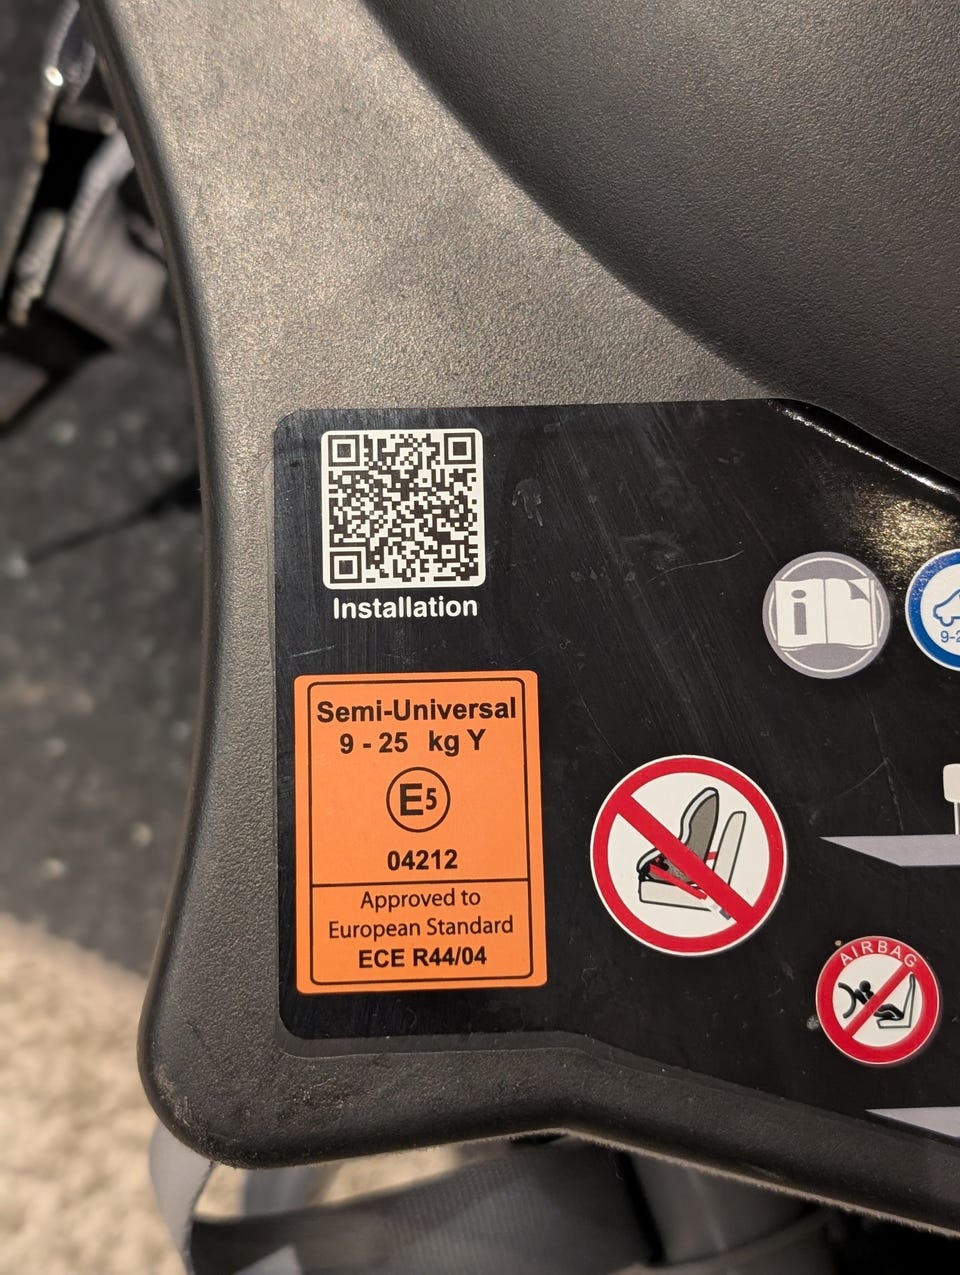 Installation
Semi-Universal
9 - 25 kg Y
E5
04212
Approved to
European Standard
ECE R44/04
i
AIRBAG